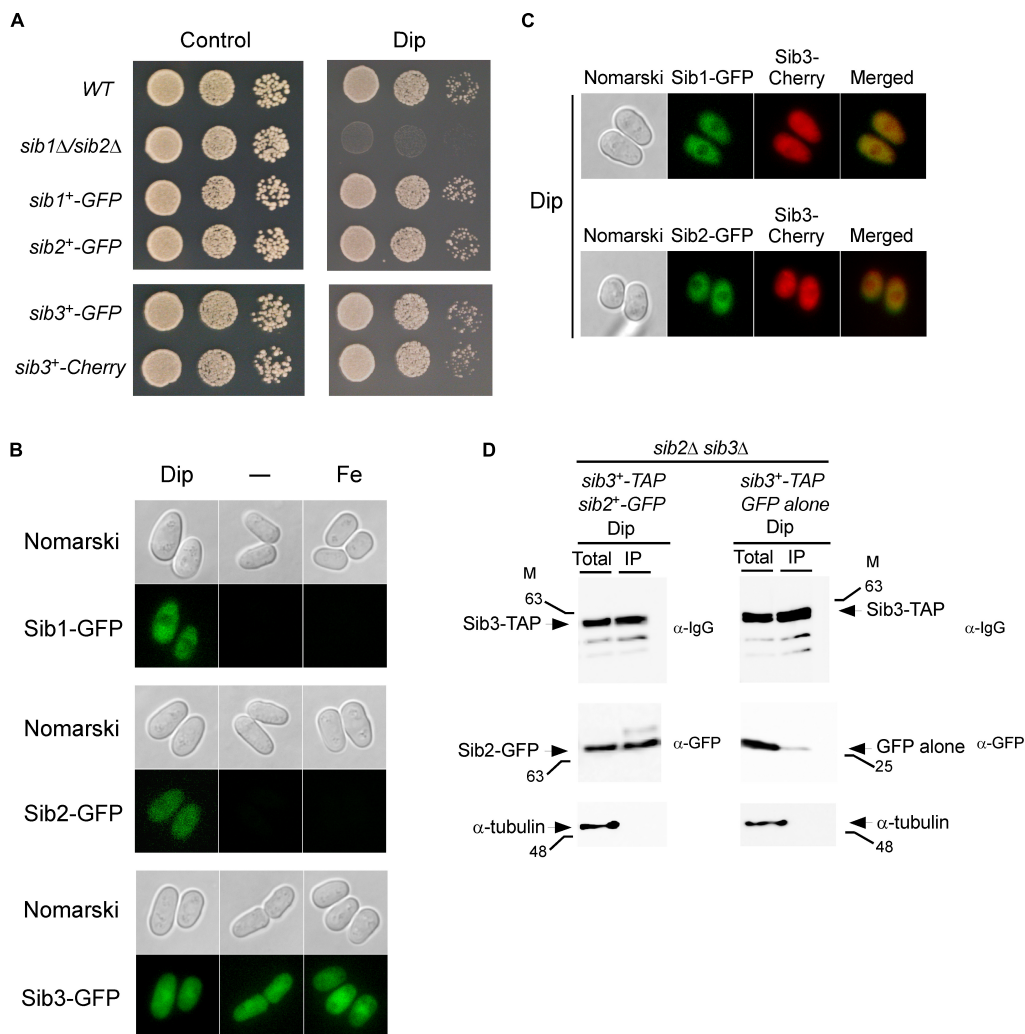 A
Control
Dip
WT
sib1Δ/sib2Δ
sib1⁺-GFP
sib2⁺-GFP
sib3⁺-GFP
sib3⁺-Cherry
B
Dip
—
Fe
Nomarski
Sib1-GFP
Nomarski
Sib2-GFP
Nomarski
Sib3-GFP
C
Dip
Nomarski
Sib1-GFP
Sib3-
Cherry
Merged
Nomarski
Sib2-GFP
Sib3-
Cherry
Merged
D
sib2Δ sib3Δ
sib3⁺-TAP
sib2⁺-GFP
Dip
Total
IP
M
63
Sib3-TAP
α-IgG
Sib2-GFP
63
α-GFP
α-tubulin
48
sib3⁺-TAP
GFP alone
Dip
Total
IP
M
63
Sib3-TAP
α-IgG
GFP alone
α-GFP
25
α-tubulin
48